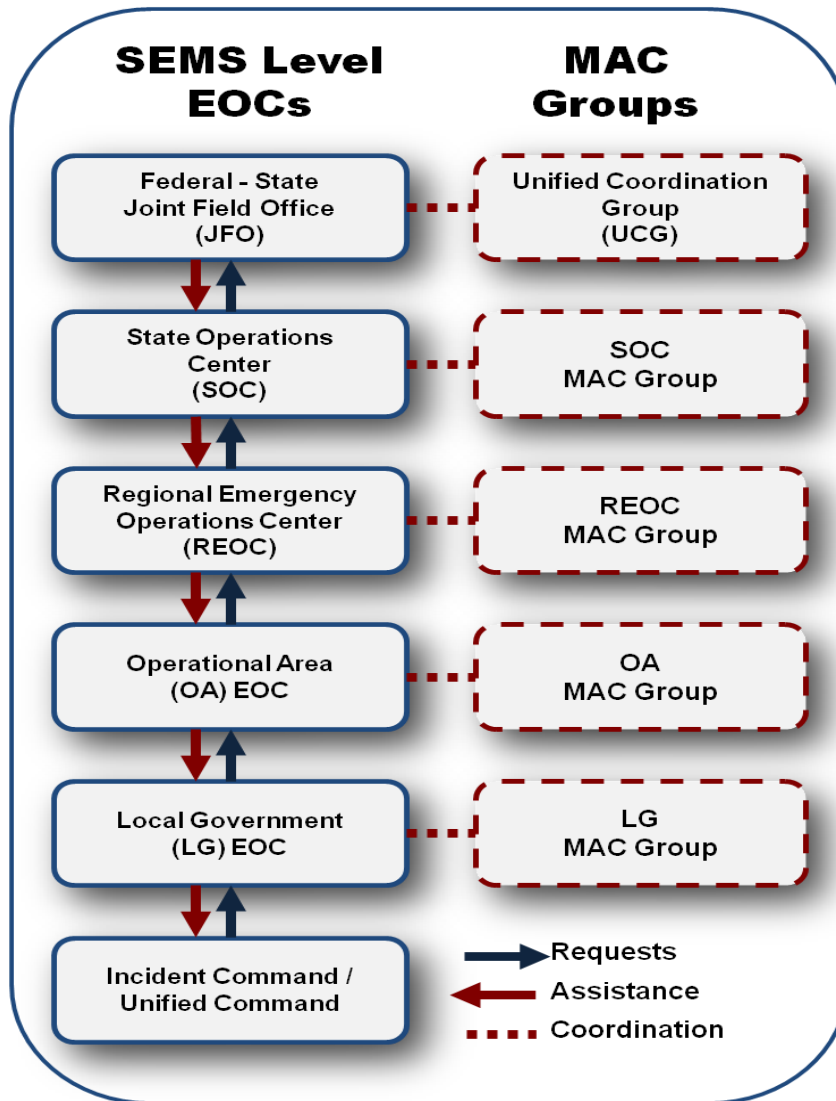 SEMS Level
EOCs
MAC
Groups
Federal - State
Joint Field Office
(JFO)
Unified Coordination
Group
(UCG)
State Operations
Center
(SOC)
SOC
MAC Group
Regional Emergency
Operations Center
(REOC)
REOC
MAC Group
Operational Area
(OA) EOC
OA
MAC Group
Local Government
(LG) EOC
LG
MAC Group
Incident Command /
Unified Command
Requests
Assistance
Coordination